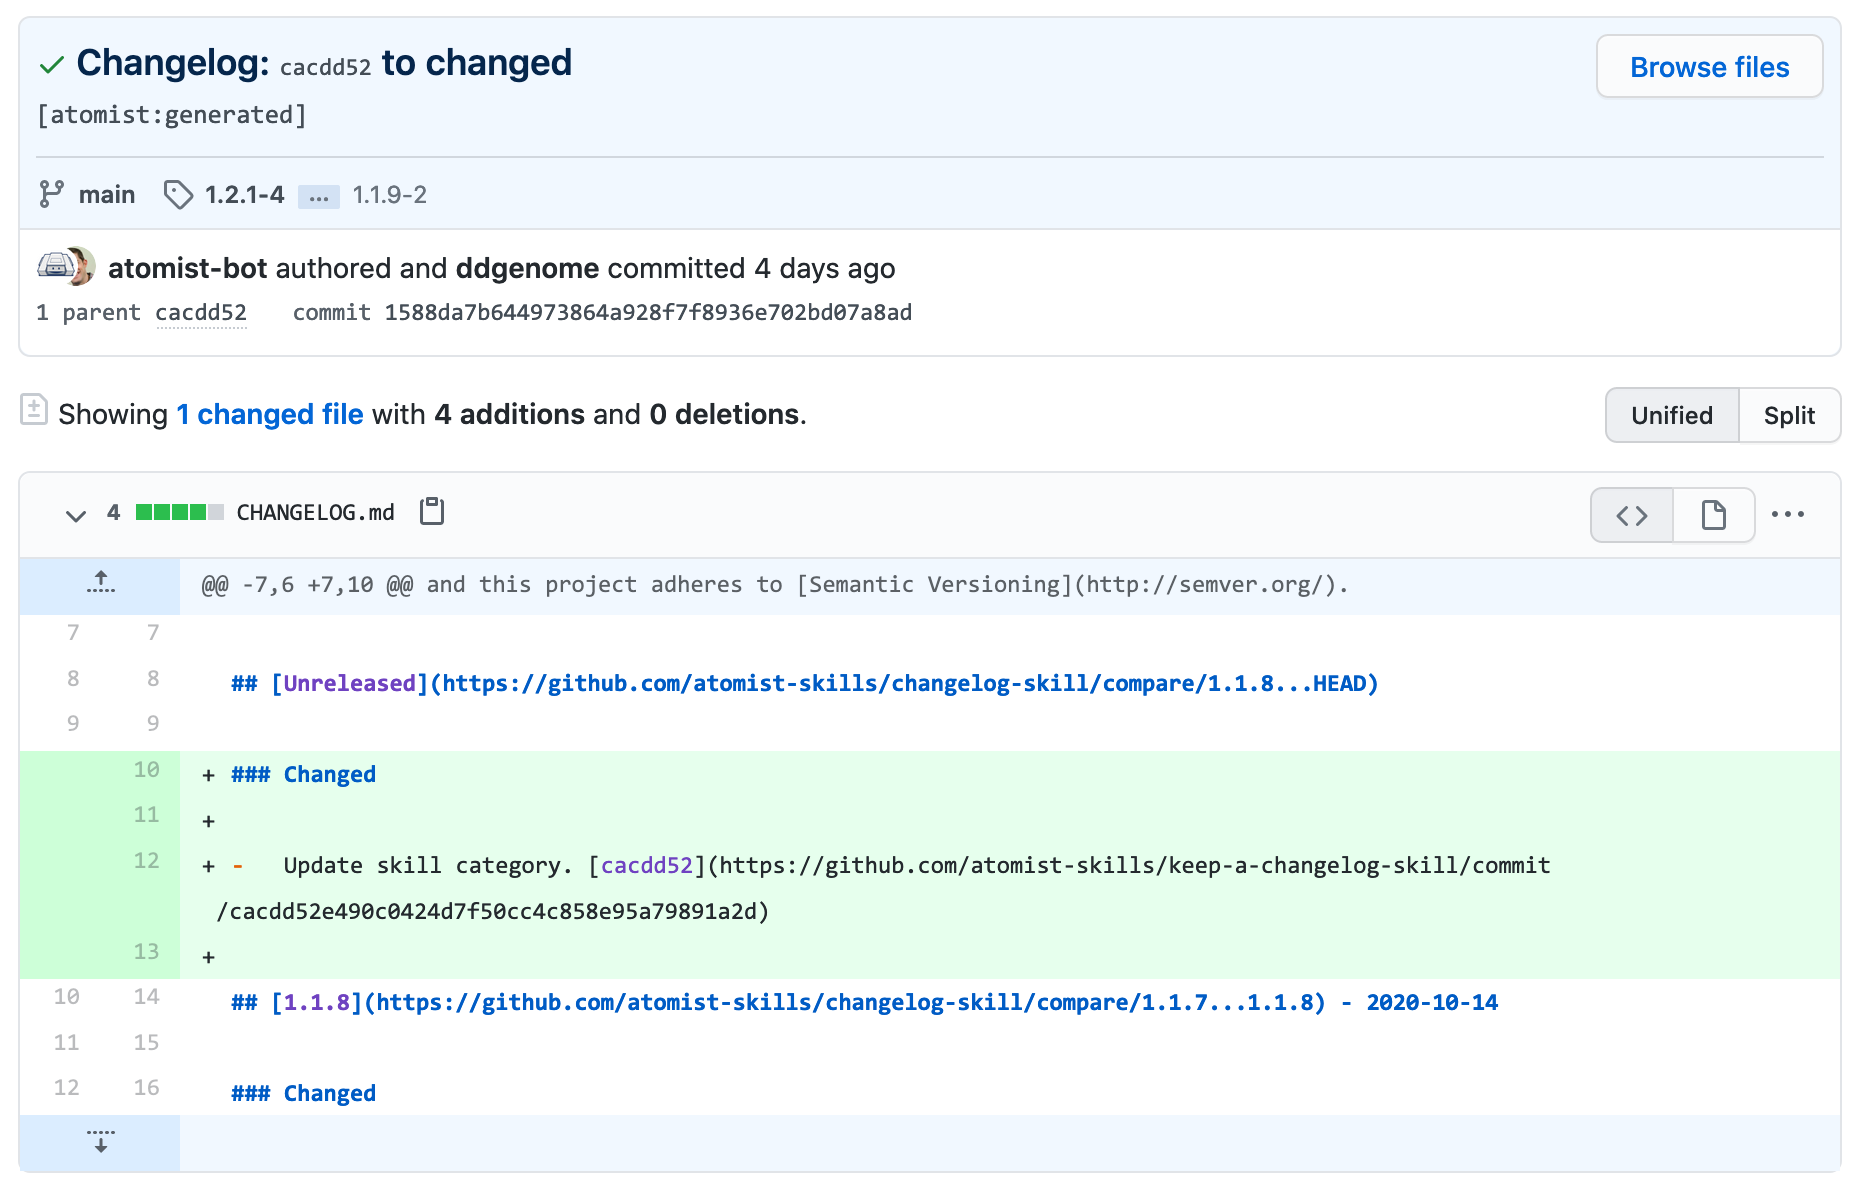 Changelog: cacdd52 to changed
Browse files
[atomist:generated]
main 1.2.1-4 ... 1.1.9-2
atomist-bot authored and ddgenome committed 4 days ago
1 parent cacdd52 commit 1588da7b644973864a928f7f8936e702bd07a8ad
Showing 1 changed file with 4 additions and 0 deletions.
Unified Split
4 CHANGELOG.md
@@ -7,6 +7,10 @@ and this project adheres to [Semantic Versioning](http://semver.org/).
7 7
8 8 ## [Unreleased](https://github.com/atomist-skills/changelog-skill/compare/1.1.8...HEAD)
9 9
10 + ### Changed
11 +
12 + - Update skill category. [cacdd52](https://github.com/atomist-skills/keep-a-changelog-skill/commit
/cacdd52e490c0424d7f50cc4c858e95a79891a2d)
13 +
10 14 ## [1.1.8](https://github.com/atomist-skills/changelog-skill/compare/1.1.7...1.1.8) - 2020-10-14
11 15
12 16 ### Changed